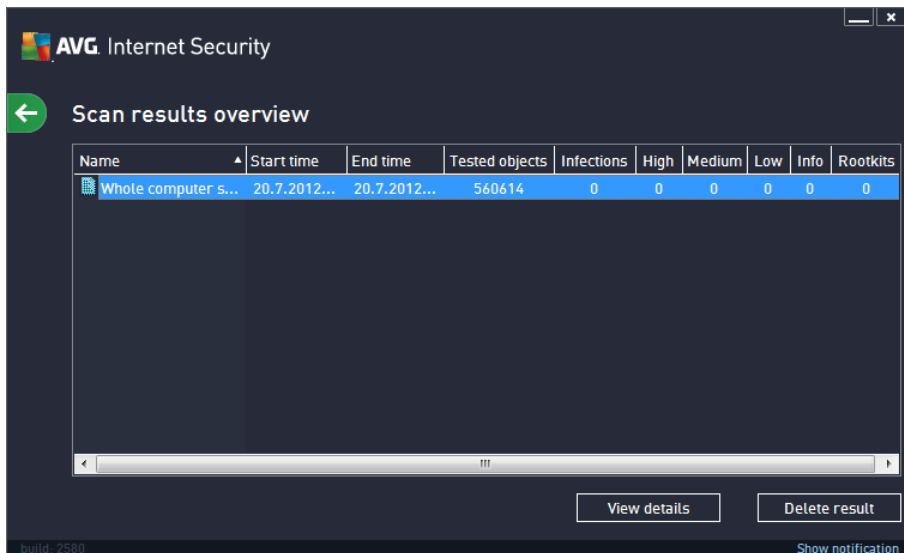 AVG. Internet Security
Scan results overview
Name Start time End time Tested objects Infections High Medium Low Info Rootkits
Whole computer s... 20.7.2012... 20.7.2012... 560614 0 0 0 0 0 0
View details Delete result
build: 2580 Show notification